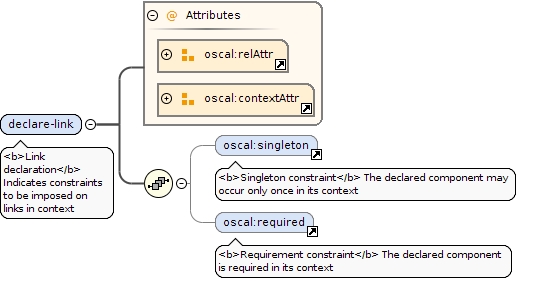 @ Attributes
oscal:relAttr
oscal:contextAttr
declare-link
<b>Link
declaration</b>
Indicates constraints
to be imposed on
links in context
oscal:singleton
<b>Singleton constraint</b> The declared component may
occur only once in its context
oscal:required
<b>Requirement constraint</b> The declared component
is required in its context